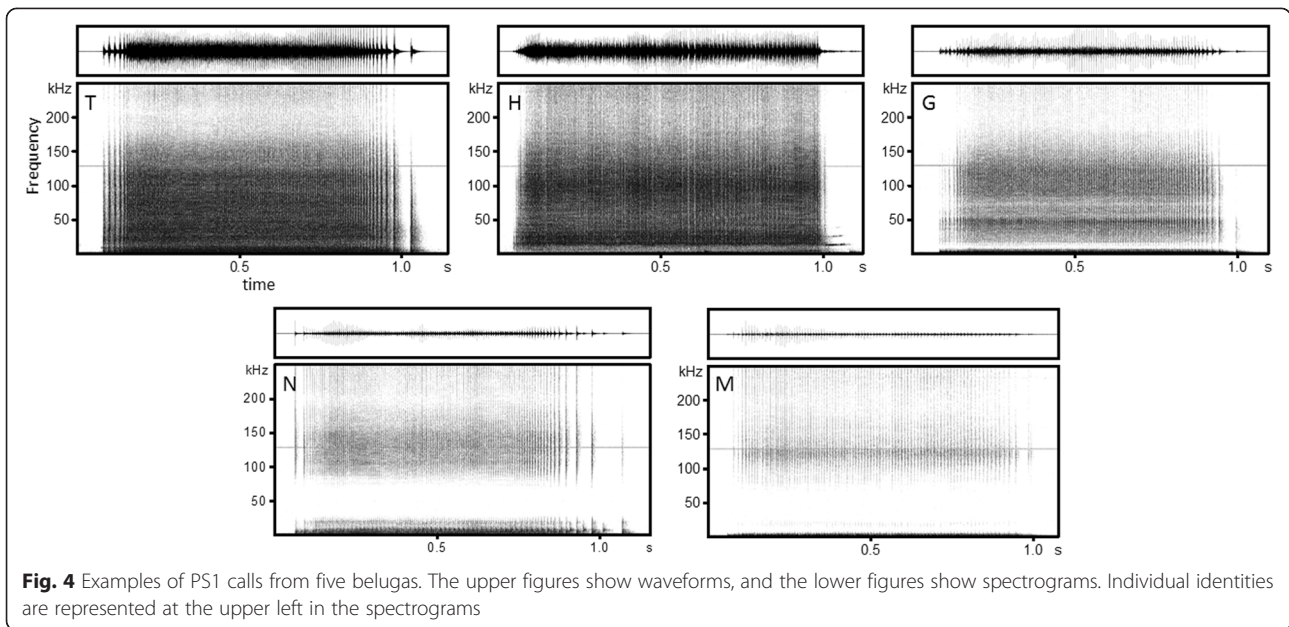 kHz
T
200
150
100
50
Frequency
0.5
1.0
s
time
kHz
H
200
150
100
50
0.5
1.0
s
kHz
G
200
150
100
50
0.5
1.0
s
kHz
N
200
150
100
50
0.5
1.0
s
kHz
M
200
150
100
50
0.5
1.0
s
Fig. 4 Examples of PS1 calls from five belugas. The upper figures show waveforms, and the lower figures show spectrograms. Individual identities
are represented at the upper left in the spectrograms